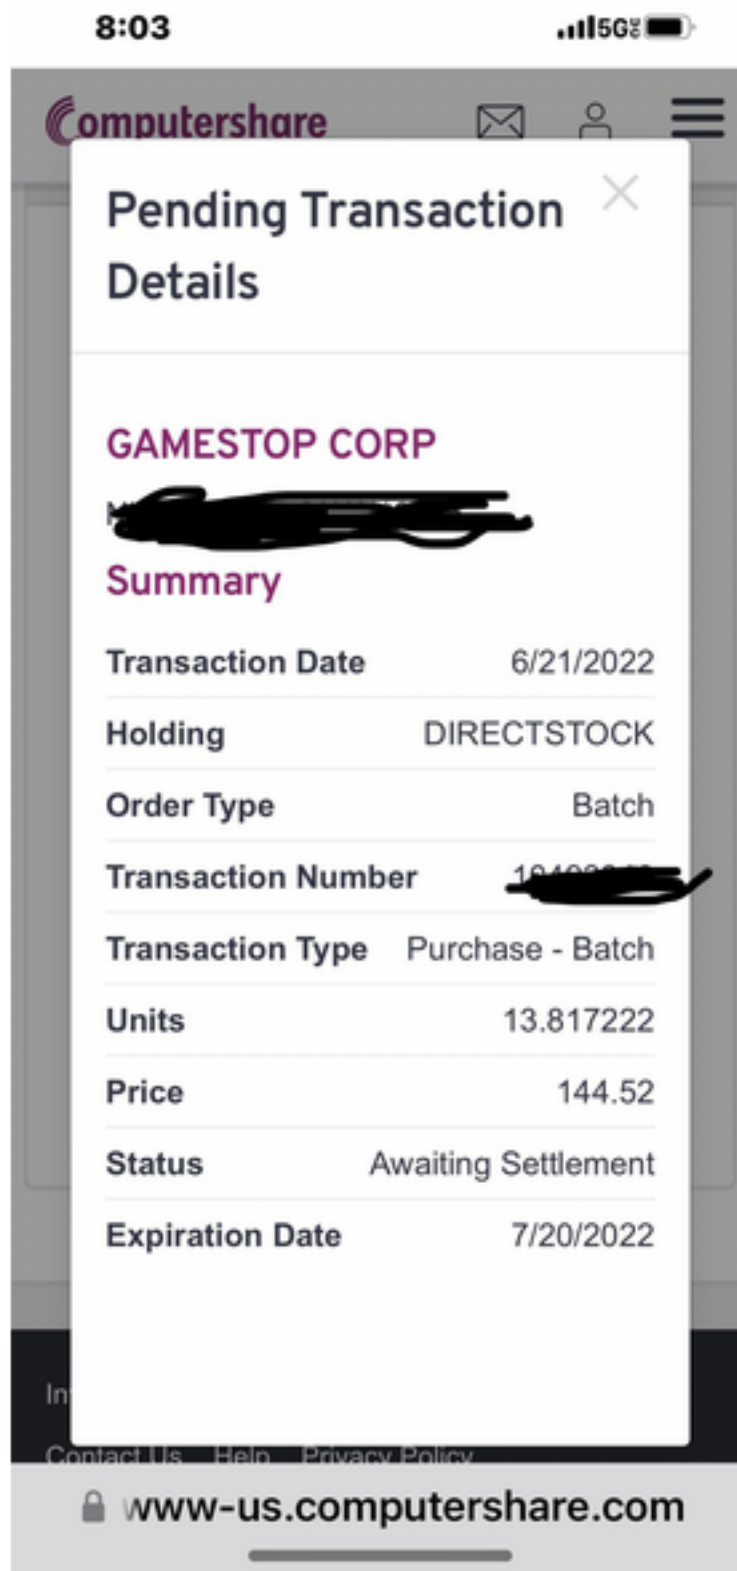 8:03
5G
Computershare
Pending Transaction
Details
GAMESTOP CORP
Summary
Transaction Date 6/21/2022
Holding DIRECTSTOCK
Order Type Batch
Transaction Number
Transaction Type Purchase - Batch
Units 13.817222
Price 144.52
Status Awaiting Settlement
Expiration Date 7/20/2022
Contact Us Help Privacy Policy
www-us.computershare.com